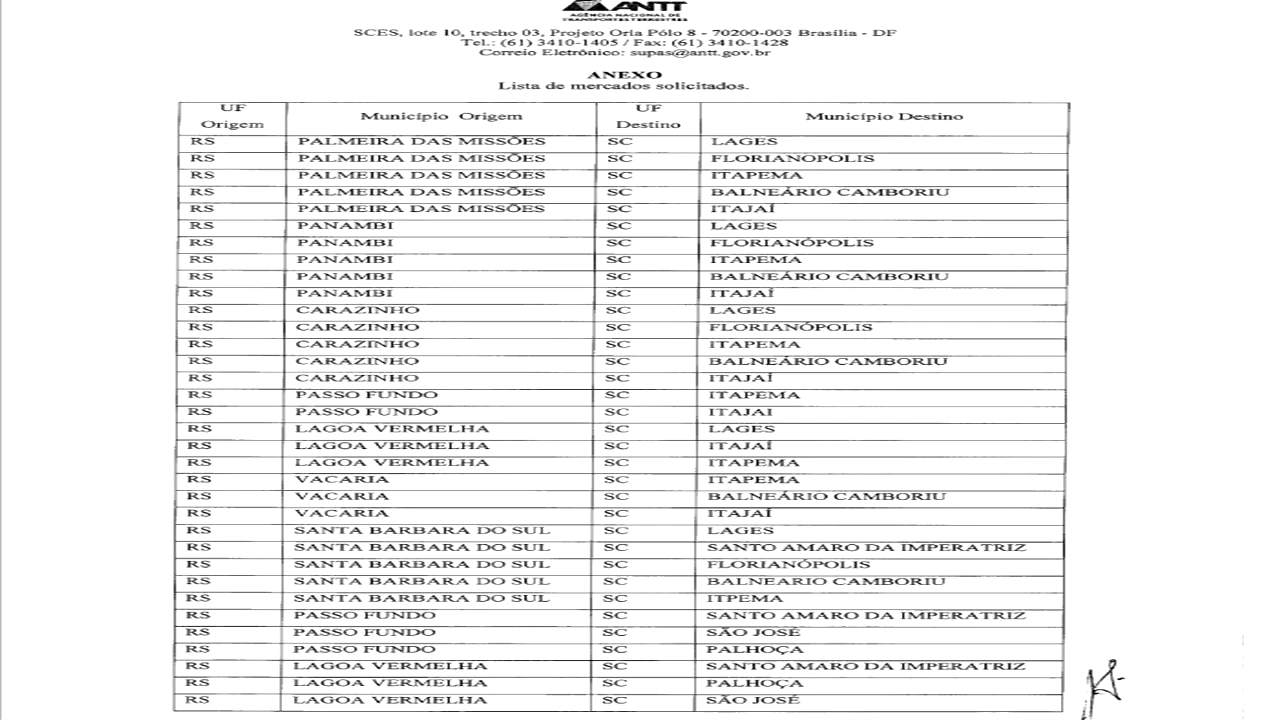 ANTT
AGÊNCIA NACIONAL DE
TRANSPORTES TERRESTRES
SCES, lote 10, trecho 03, Projeto Orla Pólo 8 - 70200-003 Brasília - DF
Tel.: (61) 3410-1405 / Fax: (61) 3410-1428
Correio Eletrônico: supas@antt.gov.br
ANEXO
Lista de mercados solicitados.
UF Origem Município Origem UF Destino Município Destino
RS PALMEIRA DAS MISSÕES SC LAGES
RS PALMEIRA DAS MISSÕES SC FLORIANOPOLIS
RS PALMEIRA DAS MISSÕES SC ITAPEMA
RS PALMEIRA DAS MISSÕES SC BALNEÁRIO CAMBORIU
RS PALMEIRA DAS MISSÕES SC ITAJAÍ
RS PANAMBI SC LAGES
RS PANAMBI SC FLORIANÓPOLIS
RS PANAMBI SC ITAPEMA
RS PANAMBI SC BALNEÁRIO CAMBORIU
RS PANAMBI SC ITAJAÍ
RS CARAZINHO SC LAGES
RS CARAZINHO SC FLORIANÓPOLIS
RS CARAZINHO SC ITAPEMA
RS CARAZINHO SC BALNEÁRIO CAMBORIU
RS CARAZINHO SC ITAJAÍ
RS PASSO FUNDO SC ITAPEMA
RS PASSO FUNDO SC ITAJAI
RS LAGOA VERMELHA SC LAGES
RS LAGOA VERMELHA SC ITAJAÍ
RS LAGOA VERMELHA SC ITAPEMA
RS VACARIA SC ITAPEMA
RS VACARIA SC BALNEÁRIO CAMBORIU
RS VACARIA SC ITAJAÍ
RS SANTA BARBARA DO SUL SC LAGES
RS SANTA BARBARA DO SUL SC SANTO AMARO DA IMPERATRIZ
RS SANTA BARBARA DO SUL SC FLORIANÓPOLIS
RS SANTA BARBARA DO SUL SC BALNEARIO CAMBORIU
RS SANTA BARBARA DO SUL SC ITPEMA
RS PASSO FUNDO SC SANTO AMARO DA IMPERATRIZ
RS PASSO FUNDO SC SÃO JOSÉ
RS PASSO FUNDO SC PALHOÇA
RS LAGOA VERMELHA SC SANTO AMARO DA IMPERATRIZ
RS LAGOA VERMELHA SC PALHOÇA
RS LAGOA VERMELHA SC SÃO JOSÉ